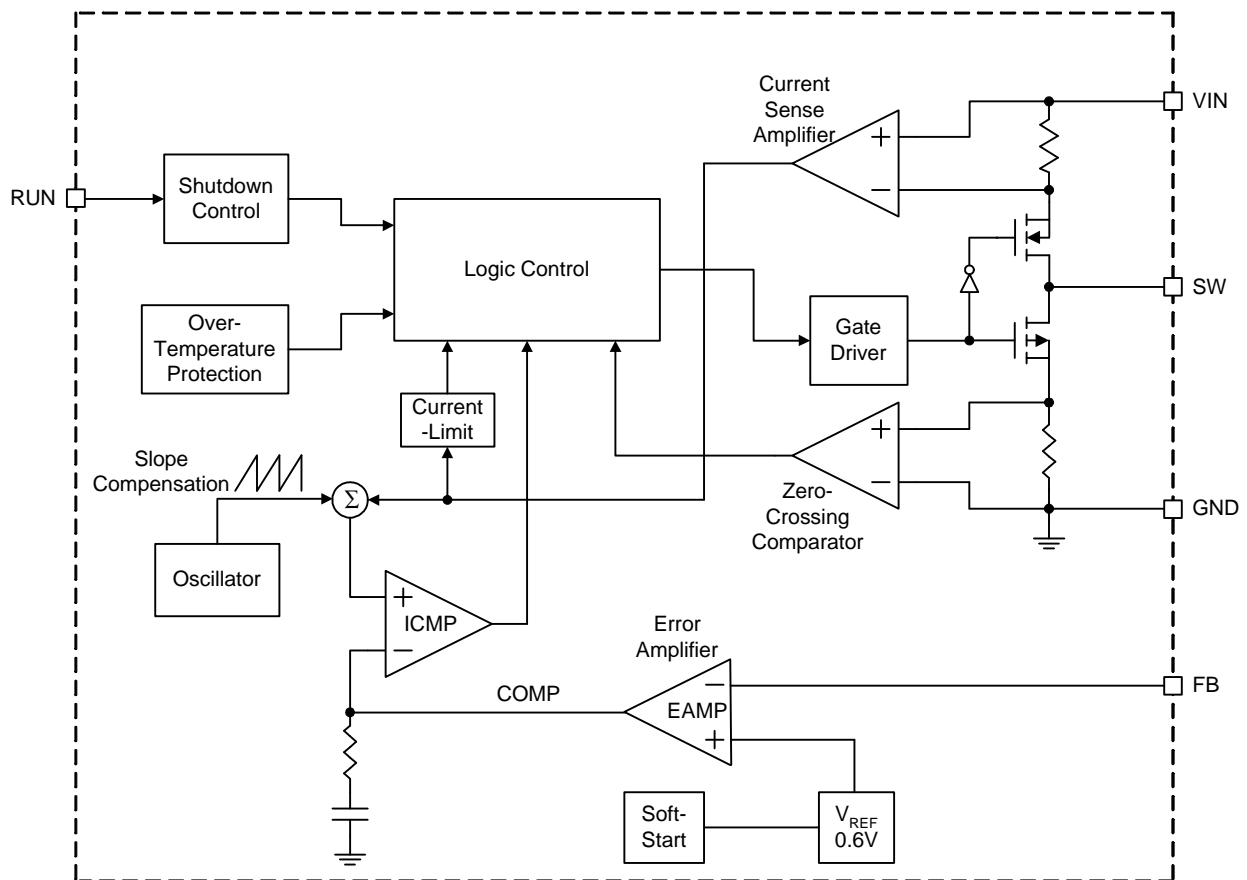 Current
Sense
Amplifier
VIN
RUN
Shutdown
Control
+
−
Logic Control
SW
Over-
Temperature
Protection
Gate
Driver
Current
-Limit
+
−
Slope
Compensation
Σ
Zero-
Crossing
Comparator
GND
Oscillator
+
ICMP
−
Error
Amplifier
COMP
−
EAMP
+
FB
Soft-
Start
VREF
0.6V